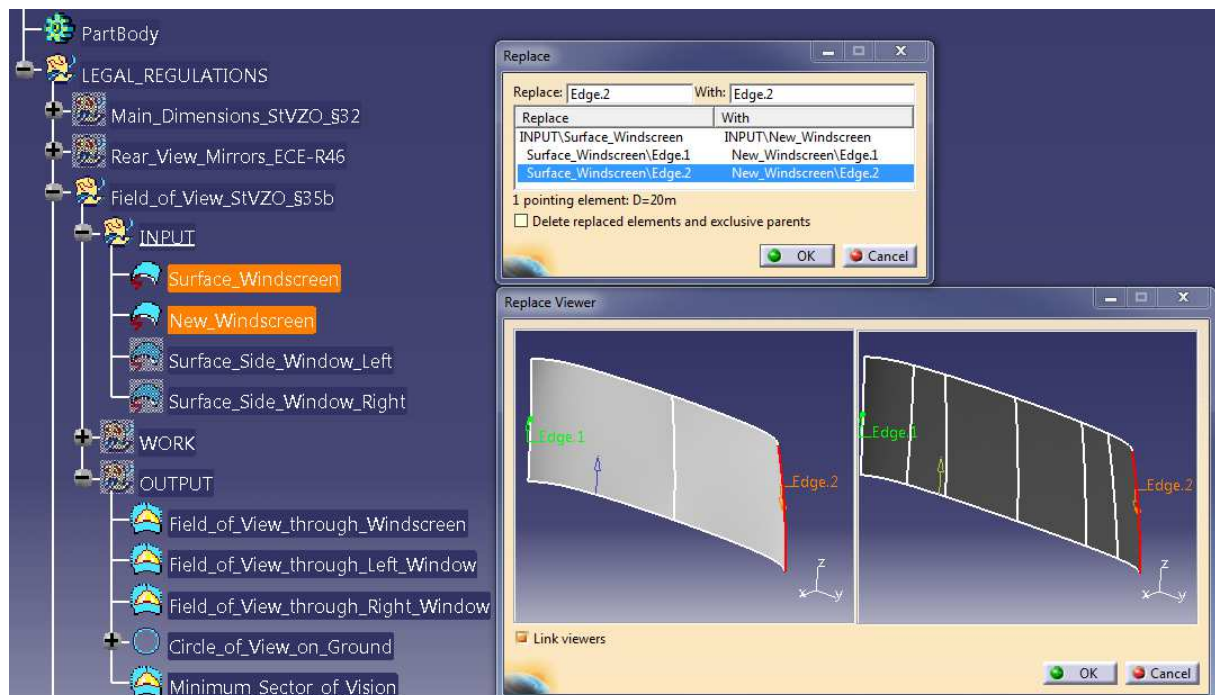 PartBody
LEGAL_REGULATIONS
Main_Dimensions_StVZO_§32
Rear_View_Mirrors_ECE-R46
Field_of_View_StVZO_§35b
INPUT
Surface_Windscreen
New_Windscreen
Surface_Side_Window_Left
Surface_Side_Window_Right
WORK
OUTPUT
Field_of_View_through_Windscreen
Field_of_View_through_Left_Window
Field_of_View_through_Right_Window
Circle_of_View_on_Ground
Minimum_Sector_of_Vision
Replace
Replace: Edge.2 With: Edge.2
Replace With
INPUT\Surface_Windscreen INPUT\New_Windscreen
Surface_Windscreen\Edge.1 New_Windscreen\Edge.1
Surface_Windscreen\Edge.2 New_Windscreen\Edge.2
1 pointing element: D=20m
Delete replaced elements and exclusive parents
OK Cancel
Replace Viewer
Edge.1
Edge.2
z
x y
Edge.1
Edge.2
z
x y
Link viewers
OK Cancel